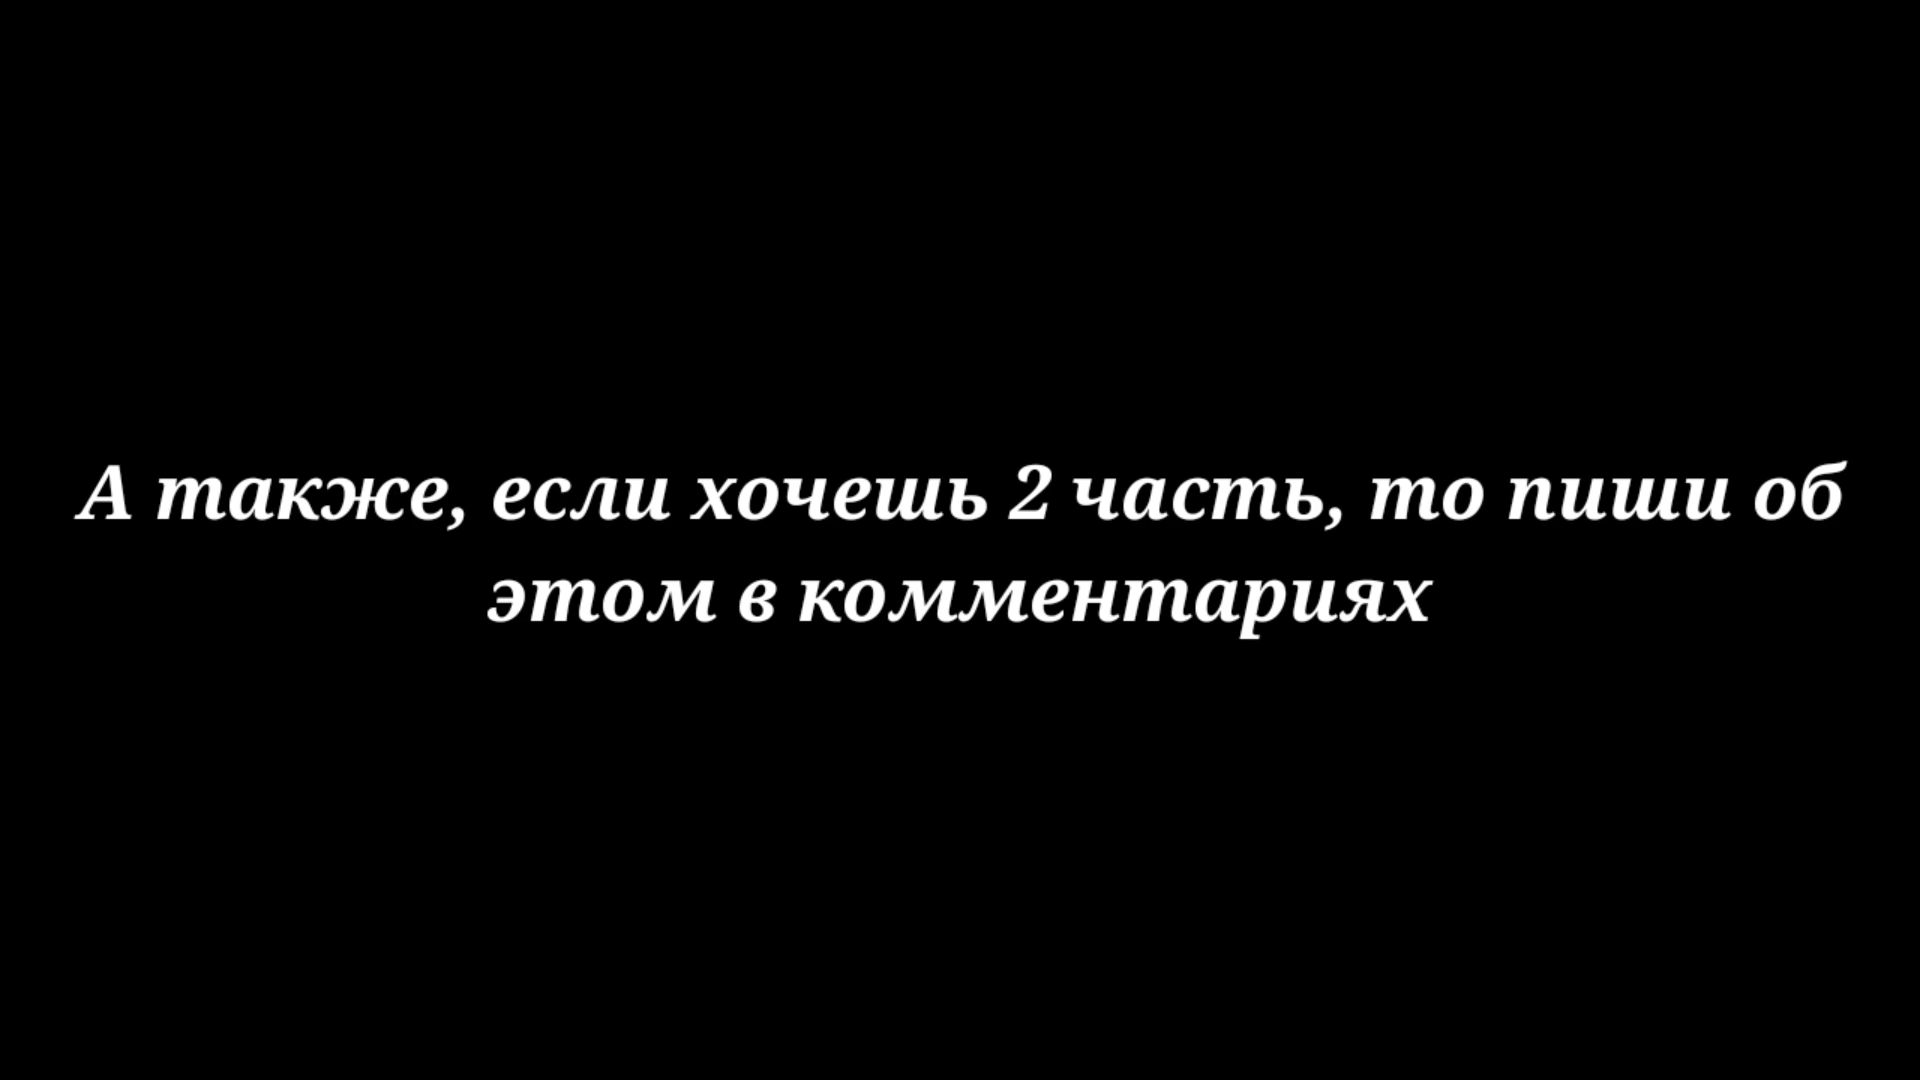 А также, если хочешь 2 часть, то пиши об
этом в комментариях